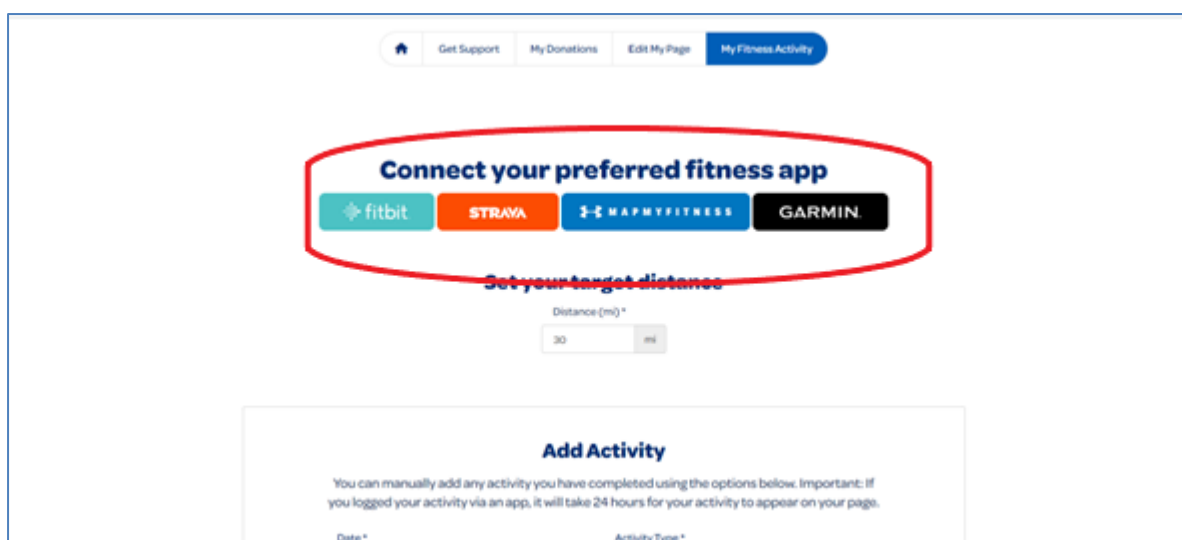 Get Support My Donations Edit My Page My Fitness Activity
Connect your preferred fitness app
fitbit STRAVA MAPMYFITNESS GARMIN.
Set your target distance
Distance (mi) *
30 mi
Add Activity
You can manually add any activity you have completed using the options below. Important: If
you logged your activity via an app, it will take 24 hours for your activity to appear on your page.
Date * Activity Type *